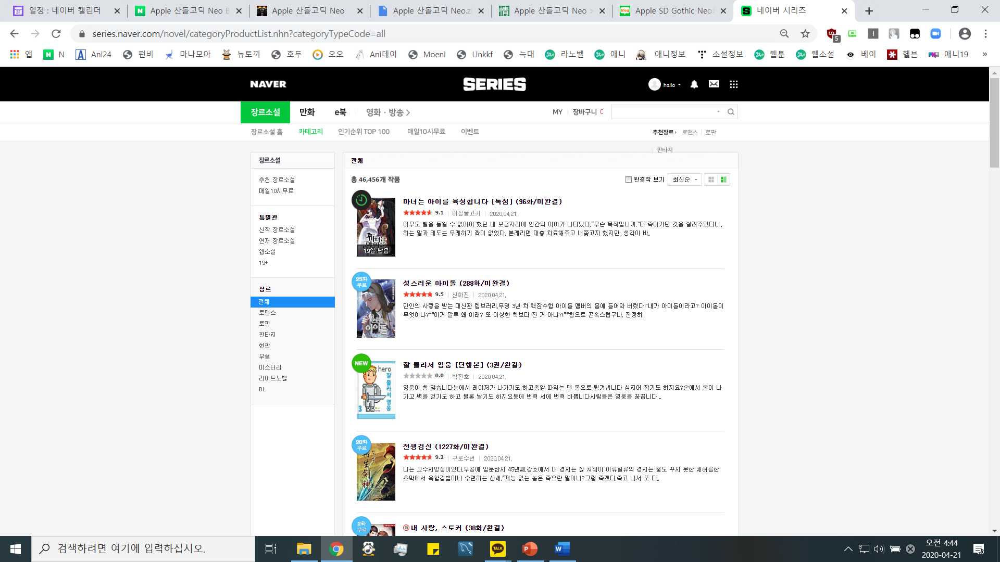 일정 : 네이버 캘린더
Apple 산돌고딕 Neo B
Apple 산돌고딕 Neo
Apple 산돌고딕 Neo.z
Apple 산돌고딕 Neo >
Apple SD Gothic Neo
네이버 시리즈
series.naver.com/novel/categoryProductList.nhn?categoryTypeCode=all
5
앱
N
Ani24
펀비
마나모아
뉴토끼
호두
오오
Ani데이
Moeni
Linkkf
늑대
라노벨
애니
애니정보
소설정보
웹툰
웹소설
베이
헬븐
애니19
»
NAVER
SERIES
hallo
장르소설
만화
e북
영화 · 방송 >
MY
장바구니
장르소설 홈
카테고리
인기순위 TOP 100
매일10시무료
이벤트
추천장르
로맨스
로판
판타지
장르소설
추천 장르소설
매일10시무료
특별관
신작 장르소설
연재 장르소설
웹소설
19+
장르
전체
로맨스
로판
판타지
현판
무협
미스터리
라이트노벨
BL
전체
총 46,456개 작품
완결작 보기
최신순
마녀는 아이를 육성합니다 [독점] (96화/미완결)
9.1 | 어장물고기 | 2020.04.21.
아무도 발을 들일 수 없어야 했던 내 보금자리에 인간의 아이가 나타났다.“무슨 목적입니까.”다 죽어가던 것을 살려주었더니,
하는 말과 태도는 무례하기 짝이 없었다. 본래라면 대충 치료해주고 내쫓고자 했지만, 생각이 바..
19일 남음
25화
무료
성스러운 아이돌 (288화/미완결)
9.5 | 신화진 | 2020.04.21.
만인의 사랑을 받는 대신관 렘브러리.무명 3년 차 핵잠수함 아이돌 멤버의 몸에 들어와 버렸다!"내가 아이돌이라고? 아이돌이
무엇이냐?"“이거 말투 왜 이래? 또 이상한 책보다 잔 거 아냐?!”“참으로 곤혹스럽구나. 진정하..
NEW
hero
잘 몰라서 영웅
3
잘 몰라서 영웅 [단행본] (3권/완결)
0.0 | 박진호 | 2020.04.21.
영웅이 참 많습니다눈에서 레이저가 나가기도 하고총알 따위는 맨 몸으로 튕겨냅니다 심지어 잡기도 하지요?손에서 불이 나
가고 벽을 걷기도 하고 물론 날기도 하지요동에 번쩍 서에 번쩍 바쁩니다사람들은 영웅을 꿈꿉니다 ..
20화
무료
전생검신 (1227화/미완결)
9.2 | 구로수번 | 2020.04.21.
나는 고수지망생이었다.무공에 입문한지 45년째.강호에서 내 경지는 잘 쳐줘야 이류일류의 경지는 꿈도 꾸지 못한 채허름한
초막에서 육합검법이나 수련하는 신세.“재능 없는 놈은 죽으란 말이냐?그럼 죽겠다.죽고 나서 또 다..
轉生劍神
2화
무료
⑲내 사랑, 스토커 (38화/완결)
검색하려면 여기에 입력하십시오.
TALK
오전 4:44
2020-04-21